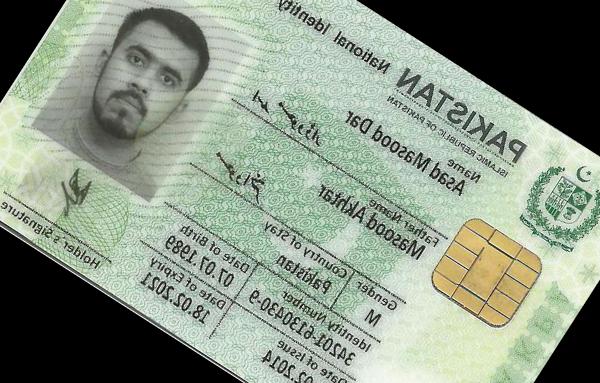 PAKISTAN National Identity
ISLAMIC REPUBLIC OF PAKISTAN
Name
Asad Masood Dar
Father Name
Masood Akhtar
Gender Country of Stay
M Pakistan
Identity Number Date of Birth
34201-6130430-9 07.07.1989
Date of Issue Date of Expiry
.02.2014 18.02.2021
Holder's Signature